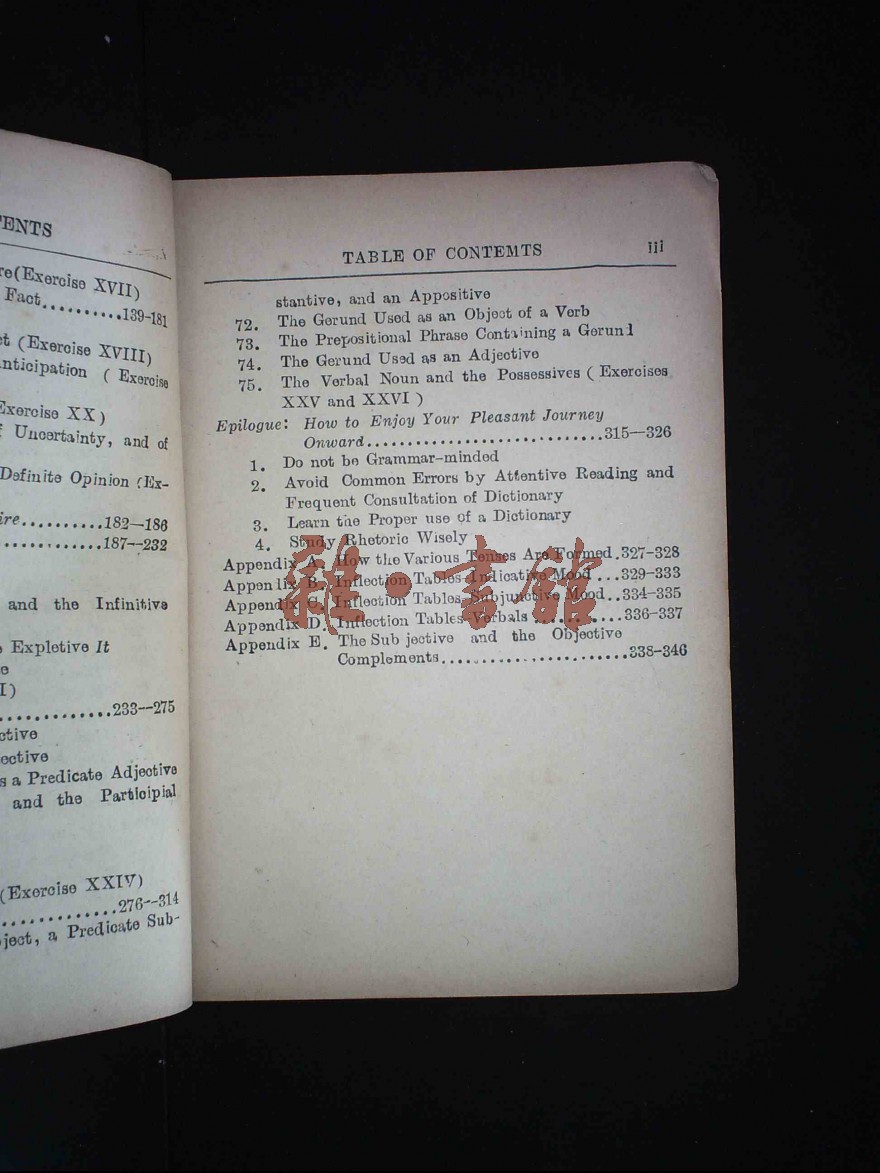 TENTS
re(Exercise XVII)
Fact..........139-181
ct (Exercise XVIII)
nticipation ( Exercise
Exercise XX)
f Uncertainty, and of
Definite Opinion (Ex-
ire..........182—186
.............187—232
and the Infinitive
Expletive It
e
I)
.............233—275
ctive
ective
s a Predicate Adjective
and the Participial
(Exercise XXIV)
.............276—314
ject, a Predicate Sub-
TABLE OF CONTEMTS iii
stantive, and an Appositive
72. The Gerund Used as an Object of a Verb
73. The Prepositional Phrase Containing a Gerund
74. The Gerund Used as an Adjective
75. The Verbal Noun and the Possessives ( Exercises
XXV and XXVI )
Epilogue: How to Enjoy Your Pleasant Journey
Onward.............................315—326
1. Do not be Grammar-minded
2. Avoid Common Errors by Attentive Reading and
Frequent Consultation of Dictionary
3. Learn the Proper use of a Dictionary
4. Study Rhetoric Wisely
Appendix A. How the Various Tenses Are Formed.327-328
Appendix B. Inflection Tables-Indicative Mood ...329-333
Appendix C. Inflection Tables-Subjunctive Mood..334-335
Appendix D. Inflection Tables-Verbals ...........336-337
Appendix E. The Sub jective and the Objective
Complements.......................338-346
雜·書館